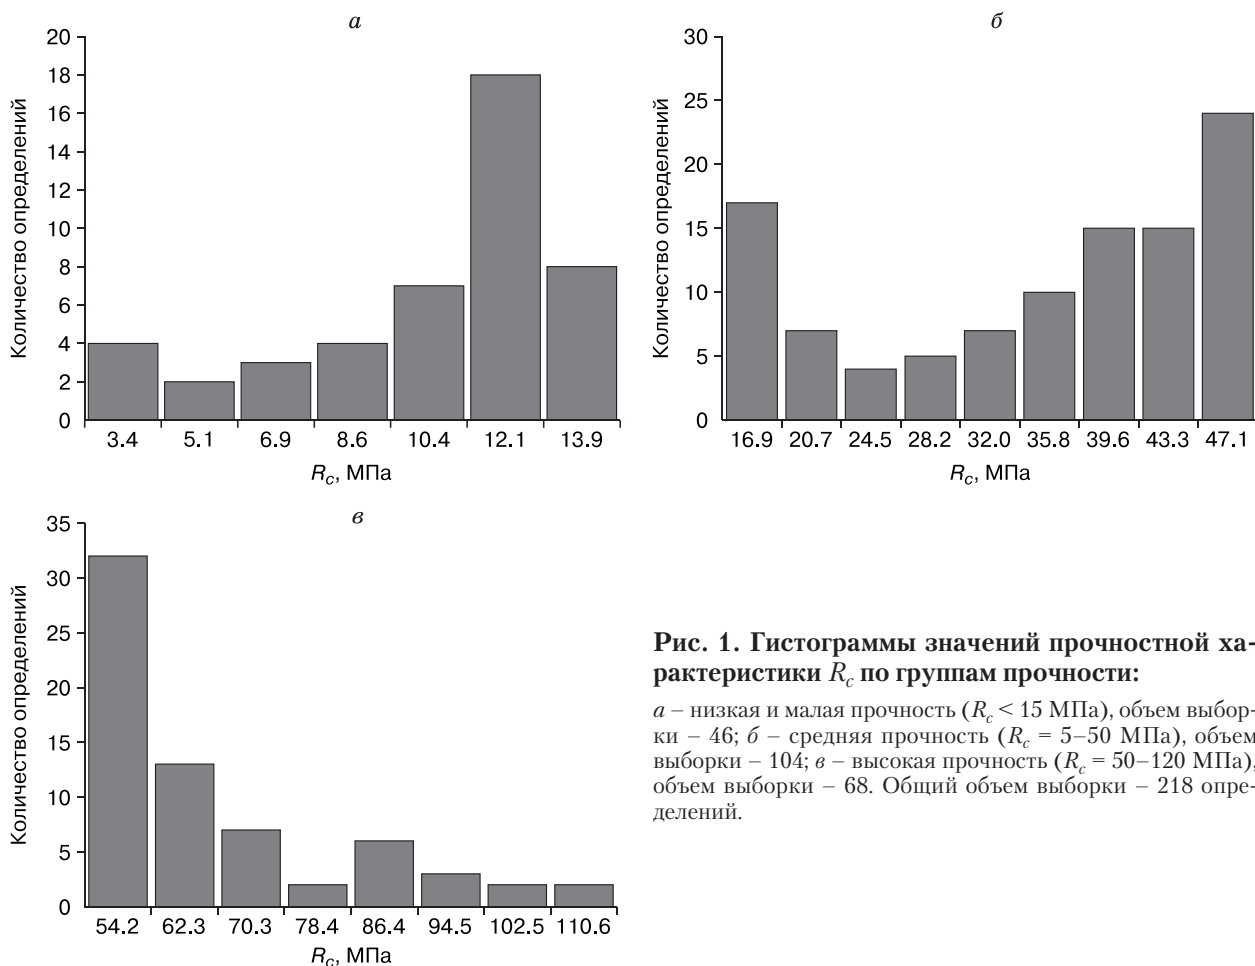 а
Количество определений
20
18
16
14
12
10
8
6
4
2
0
3.4 5.1 6.9 8.6 10.4 12.1 13.9
R_c, МПа
б
Количество определений
30
25
20
15
10
5
0
16.9 20.7 24.5 28.2 32.0 35.8 39.6 43.3 47.1
R_c, МПа
в
Количество определений
35
30
25
20
15
10
5
0
54.2 62.3 70.3 78.4 86.4 94.5 102.5 110.6
R_c, МПа
Рис. 1. Гистограммы значений прочностной ха-
рактеристики R_c по группам прочности:
а – низкая и малая прочность (R_c < 15 МПа), объем выбор-
ки – 46; б – средняя прочность (R_c = 5–50 МПа), объем
выборки – 104; в – высокая прочность (R_c = 50–120 МПа),
объем выборки – 68. Общий объем выборки – 218 опре-
делений.